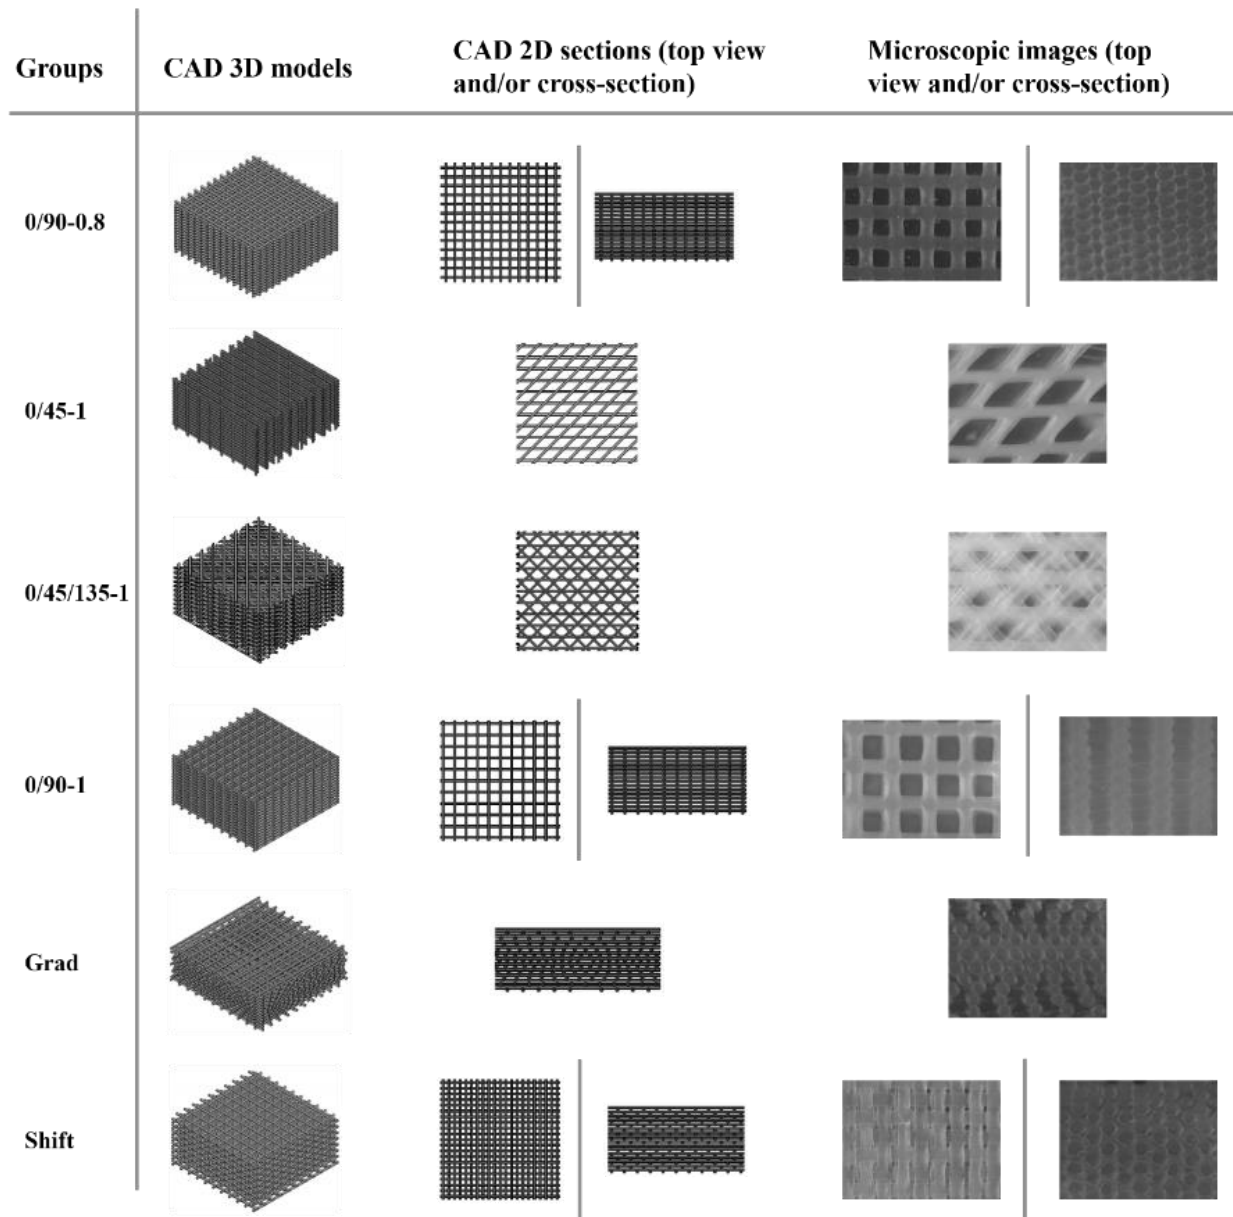 Groups
CAD 3D models
CAD 2D sections (top view
and/or cross-section)
Microscopic images (top
view and/or cross-section)
0/90-0.8
0/45-1
0/45/135-1
0/90-1
Grad
Shift